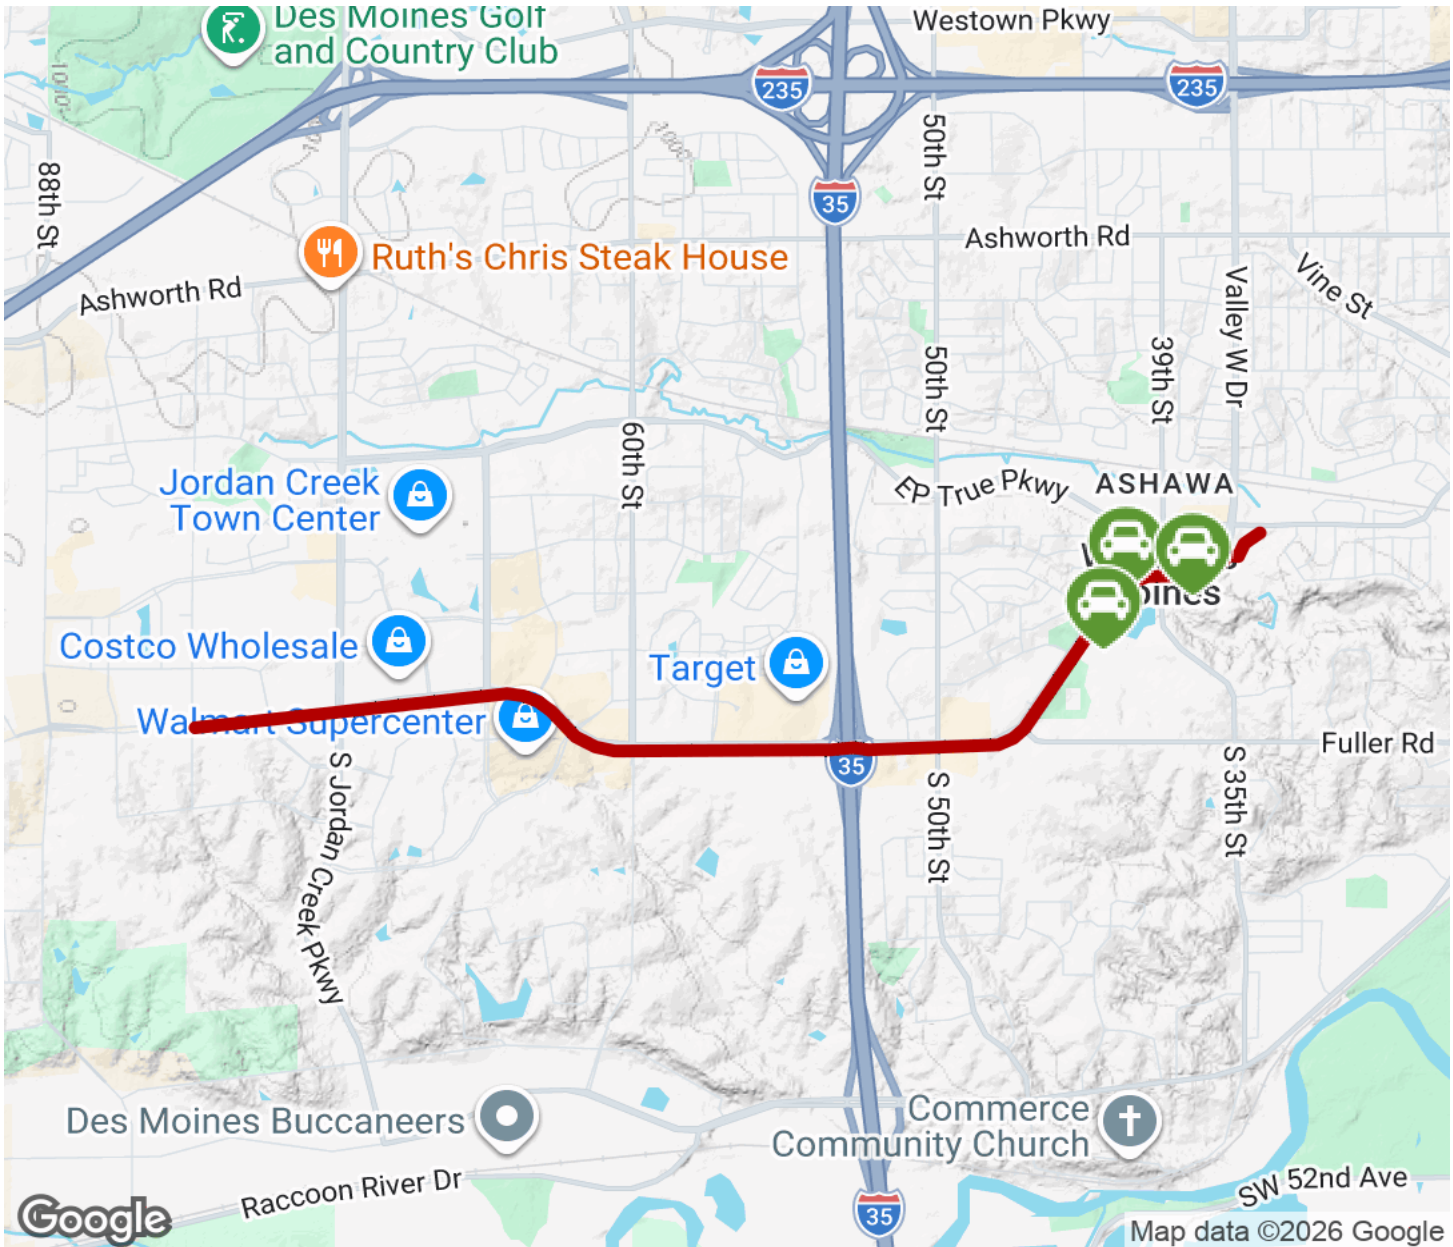 Des Moines Golf
and Country Club
Westown Pkwy
235
235
1010
1000
50th St
88th St
35
Ashworth Rd
Ruth's Chris Steak House
Vine St
Ashworth Rd
Valley W Dr
39th St
50th St
60th St
EP True Pkwy
ASHAWA
Jordan Creek
Town Center
Costco Wholesale
Target
Walmart Supercenter
35
Fuller Rd
S Jordan Creek Pkwy
S 50th St
S 35th St
Des Moines Buccaneers
Commerce
Community Church
Raccoon River Dr
SW 52nd Ave
35
Google
Map data ©2026 Google